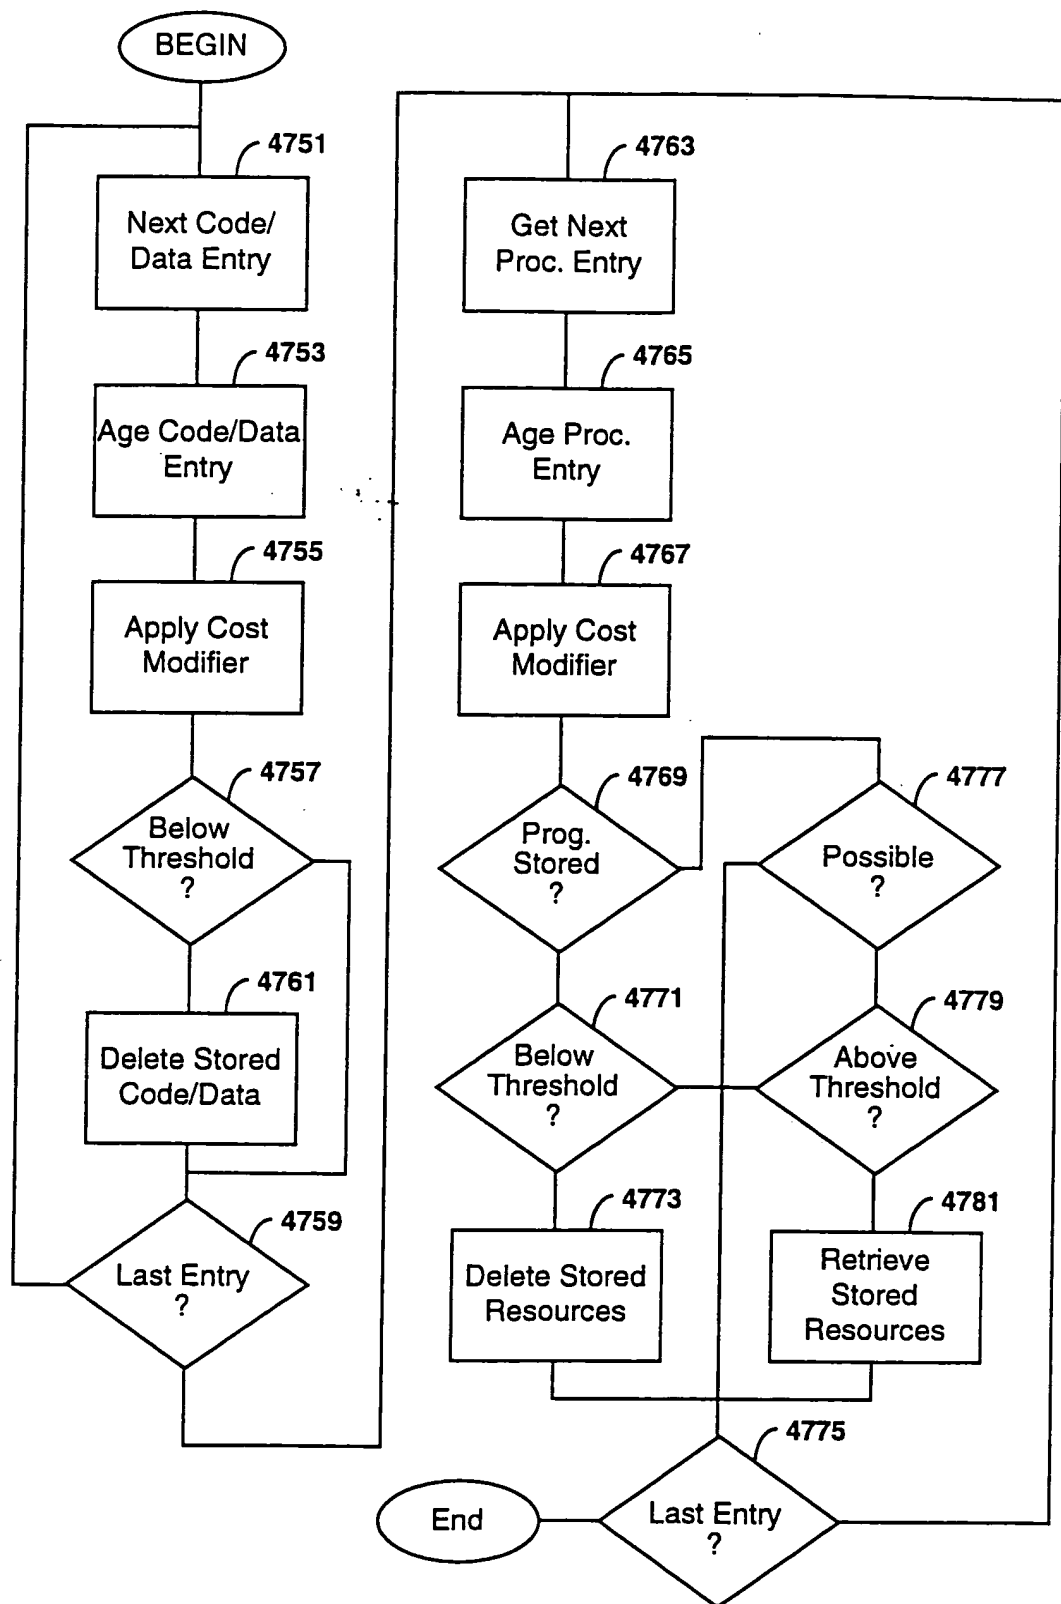 BEGIN
4751
Next Code/
Data Entry
4753
Age Code/Data
Entry
4755
Apply Cost
Modifier
4757
Below
Threshold
?
4761
Delete Stored
Code/Data
4759
Last Entry
?
4763
Get Next
Proc. Entry
4765
Age Proc.
Entry
4767
Apply Cost
Modifier
4769
Prog.
Stored
?
4777
Possible
?
4771
Below
Threshold
?
4779
Above
Threshold
?
4773
Delete Stored
Resources
4781
Retrieve
Stored
Resources
4775
Last Entry
?
End